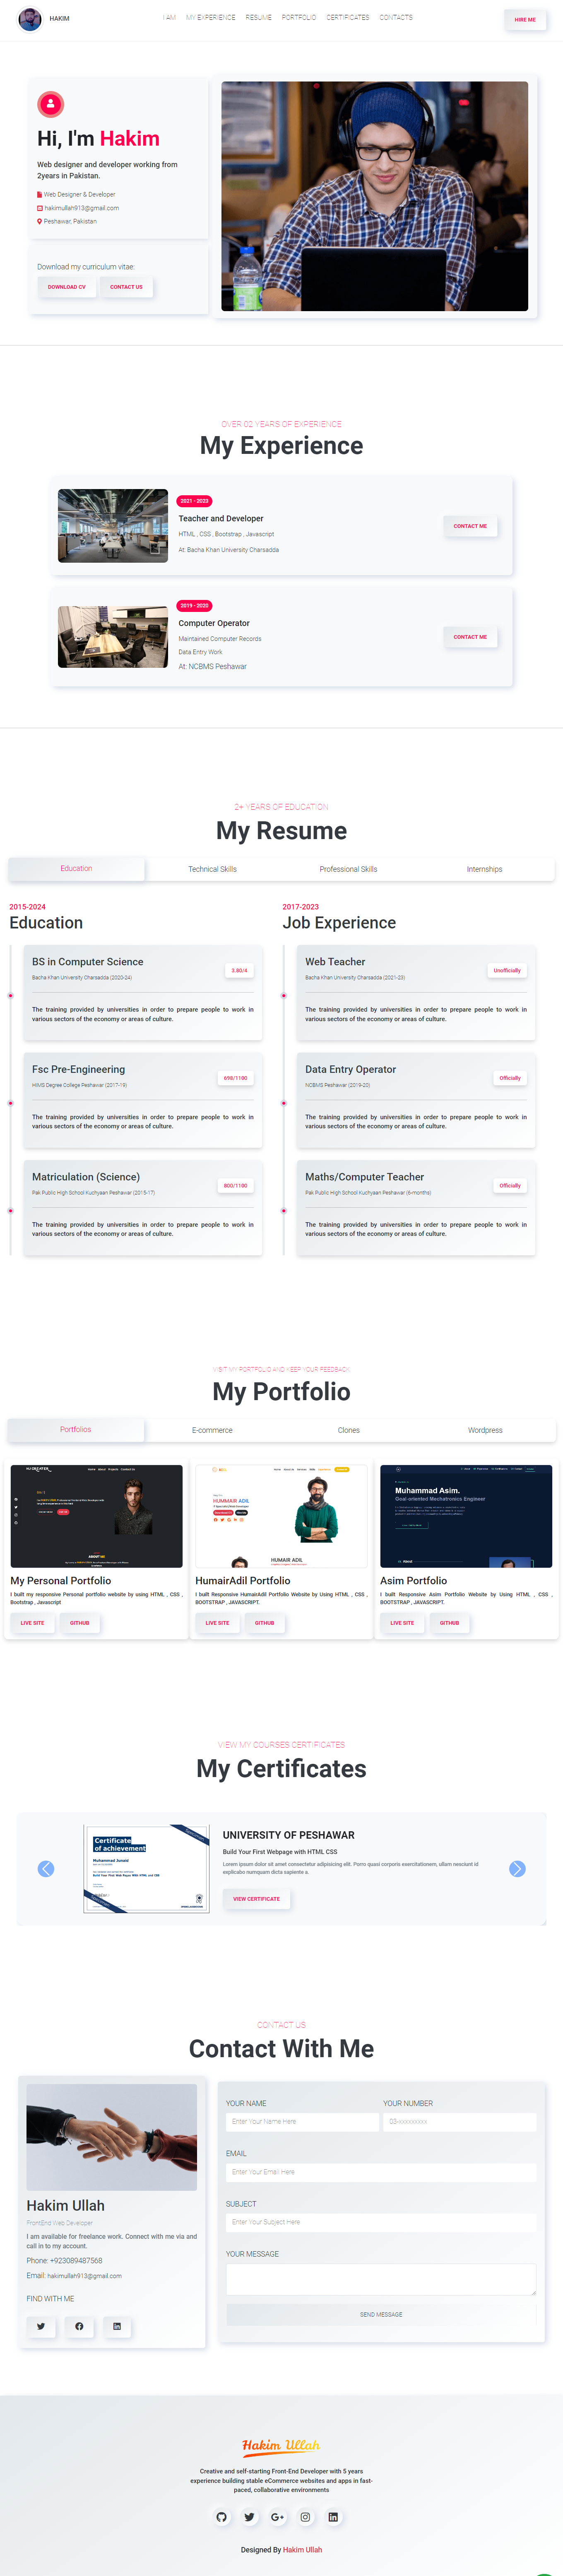 HAKIM
I AM MY EXPERIENCE RESUME PORTFOLIO CERTIFICATES CONTACTS
HIRE ME
Hi, I'm Hakim
Web designer and developer working from
2years in Pakistan.
Web Designer & Developer
hakimullah913@gmail.com
Peshawar, Pakistan
Download my curriculum vitae:
DOWNLOAD CV CONTACT US
OVER 02 YEARS OF EXPERIENCE
My Experience
2021 - 2023
Teacher and Developer
HTML , CSS , Bootstrap , Javascript
At: Bacha Khan University Charsadda
CONTACT ME
2019 - 2020
Computer Operator
Maintained Computer Records
Data Entry Work
At: NCBMS Peshawar
CONTACT ME
2+ YEARS OF EDUCATION
My Resume
Education Technical Skills Professional Skills Internships
2015-2024
Education
BS in Computer Science
Bacha Khan University Charsadda (2020-24)
3.80/4
The training provided by universities in order to prepare people to work in
various sectors of the economy or areas of culture.
Fsc Pre-Engineering
HIMS Degree College Peshawar (2017-19)
698/1100
The training provided by universities in order to prepare people to work in
various sectors of the economy or areas of culture.
Matriculation (Science)
Pak Public High School Kuchyaan Peshawar (2015-17)
800/1100
The training provided by universities in order to prepare people to work in
various sectors of the economy or areas of culture.
2017-2023
Job Experience
Web Teacher
Bacha Khan University Charsadda (2021-23)
Unofficially
The training provided by universities in order to prepare people to work in
various sectors of the economy or areas of culture.
Data Entry Operator
NCBMS Peshawar (2019-20)
Officially
The training provided by universities in order to prepare people to work in
various sectors of the economy or areas of culture.
Maths/Computer Teacher
Pak Public High School Kuchyaan Peshawar (6-months)
Officially
The training provided by universities in order to prepare people to work in
various sectors of the economy or areas of culture.
VISIT MY PORTFOLIO AND KEEP YOUR FEEDBACK
My Portfolio
Portfolios E-commerce Clones Wordpress
ABOUT ME
My Personal Portfolio
I built my responsive Personal portfolio website by using HTML , CSS ,
Bootstrap , Javascript
LIVE SITE GITHUB
HUMMAIR ADIL
HUMAIR ADIL
HumairAdil Portfolio
I built Responsive HumairAdil Portfolio Website by Using HTML , CSS ,
BOOTSTRAP , JAVASCRIPT.
LIVE SITE GITHUB
Muhammad Asim.
Goal-oriented Mechatronics Engineer
About
Asim Portfolio
I built Responsive Asim Portfolio Website by Using HTML , CSS ,
BOOTSTRAP , JAVASCRIPT.
LIVE SITE GITHUB
VIEW MY COURSES CERTIFICATES
My Certificates
Certificate
of achievement
Muhammad Junaid
UNIVERSITY OF PESHAWAR
Build Your First Webpage with HTML CSS
Lorem ipsum dolor sit amet consectetur adipisicing elit. Porro quasi corporis exercitationem, ullam nesciunt id
explicabo numquam dicta sapiente a.
VIEW CERTIFICATE
CONTACT US
Contact With Me
Hakim Ullah
FrontEnd Web Developer
I am available for freelance work. Connect with me via and
call in to my account.
Phone: +923089487568
Email: hakimullah913@gmail.com
FIND WITH ME
YOUR NAME YOUR NUMBER
Enter Your Name Here 03-xxxxxxxxx
EMAIL
Enter Your Email Here
SUBJECT
Enter Your Subject Here
YOUR MESSAGE
SEND MESSAGE
Hakim Ullah
Creative and self-starting Front-End Developer with 5 years
experience building stable eCommerce websites and apps in fast-
paced, collaborative environments
Designed By Hakim Ullah